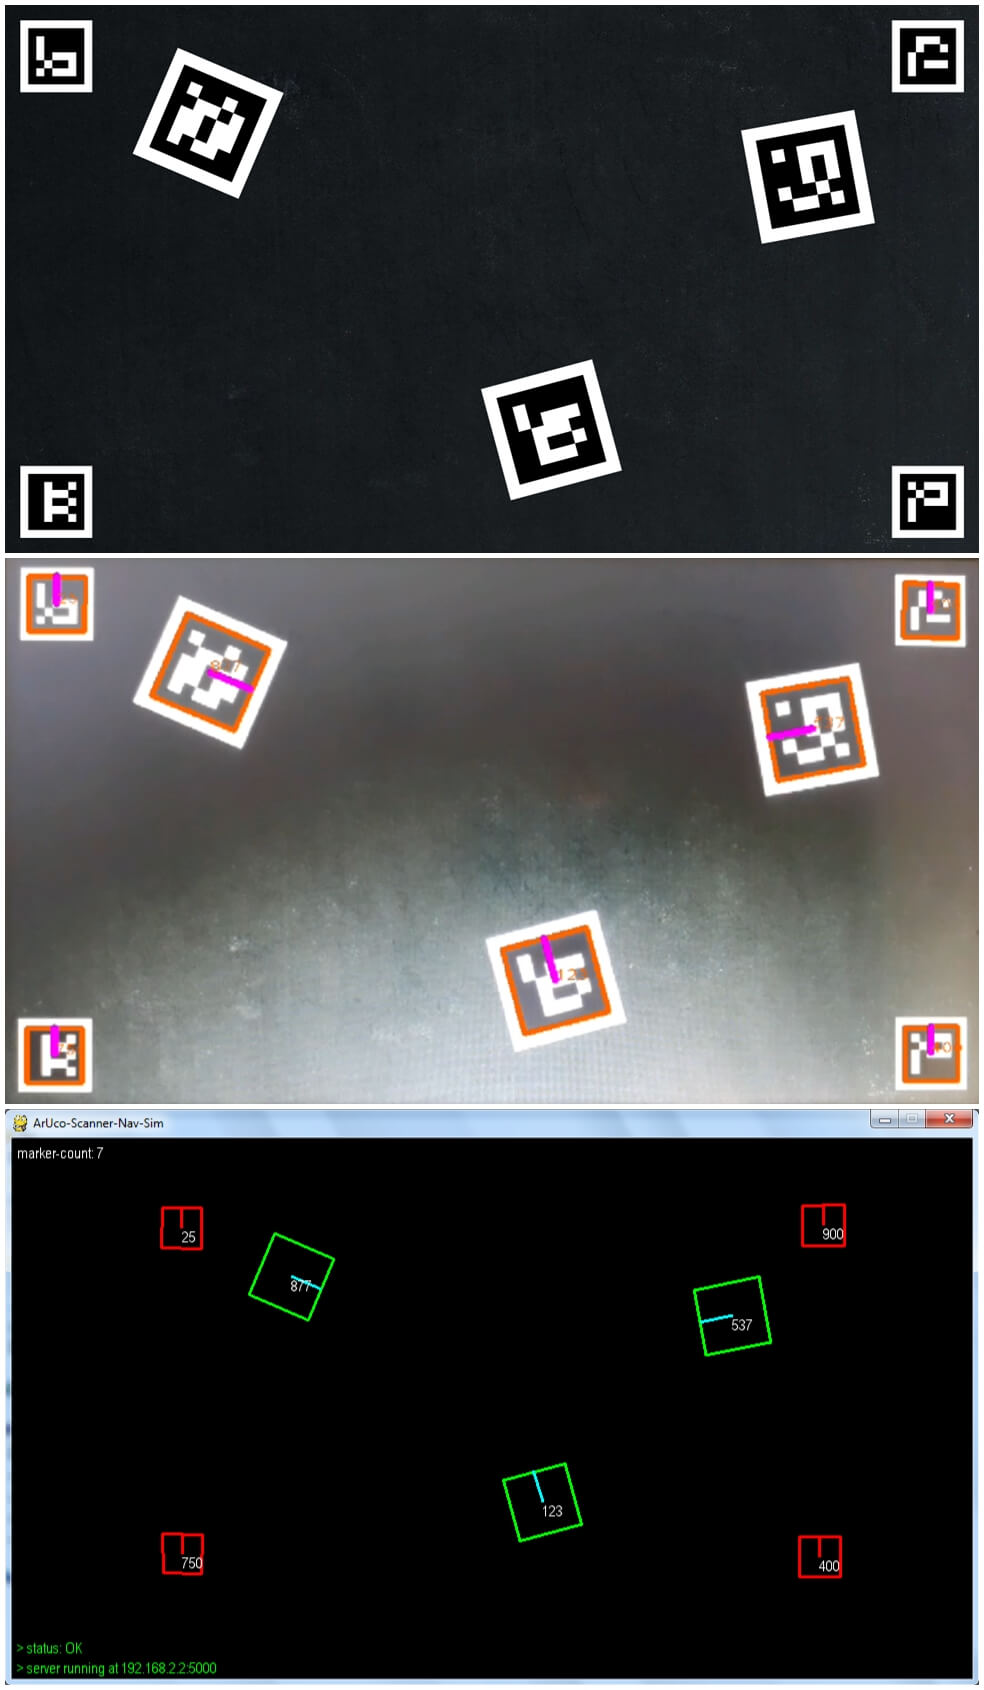 ArUco-Scanner-Nav-Sim
marker-count: 7
25
900
877
537
123
750
400
> status: OK
> server running at 192.168.2.2:5000